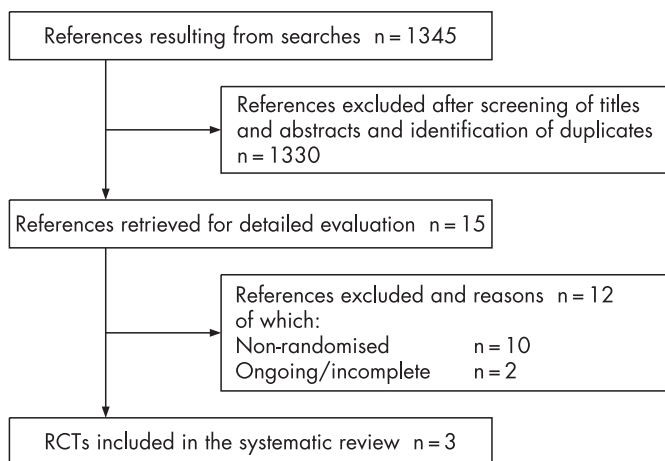 References resulting from searches n = 1345
References excluded after screening of titles
and abstracts and identification of duplicates
n = 1330
References retrieved for detailed evaluation n = 15
References excluded and reasons n = 12
of which:
Non-randomised n = 10
Ongoing/incomplete n = 2
RCTs included in the systematic review n = 3